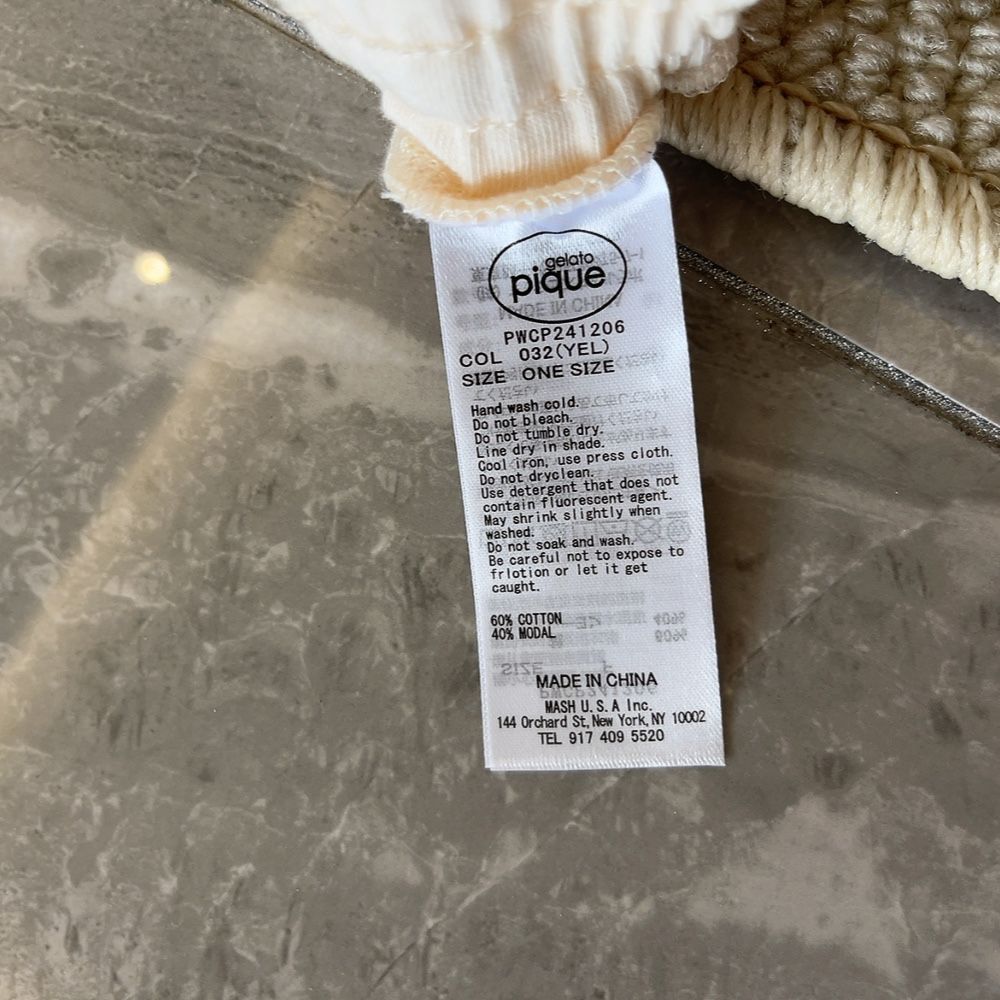 gelato
pique
PWCP241206
COL 032(YEL)
SIZE ONE SIZE
Hand wash cold.
Do not bleach.
Do not tumble dry.
Line dry in shade.
Cool iron, use press cloth.
Do not dryclean.
Use detergent that does not
contain fluorescent agent.
May shrink slightly when
washed.
Do not soak and wash.
Be careful not to expose to
frlotion or let it get
caught.
60% COTTON
40% MODAL
MADE IN CHINA
MASH U.S.A Inc.
144 Orchard St, New York, NY 10002
TEL 917 409 5520